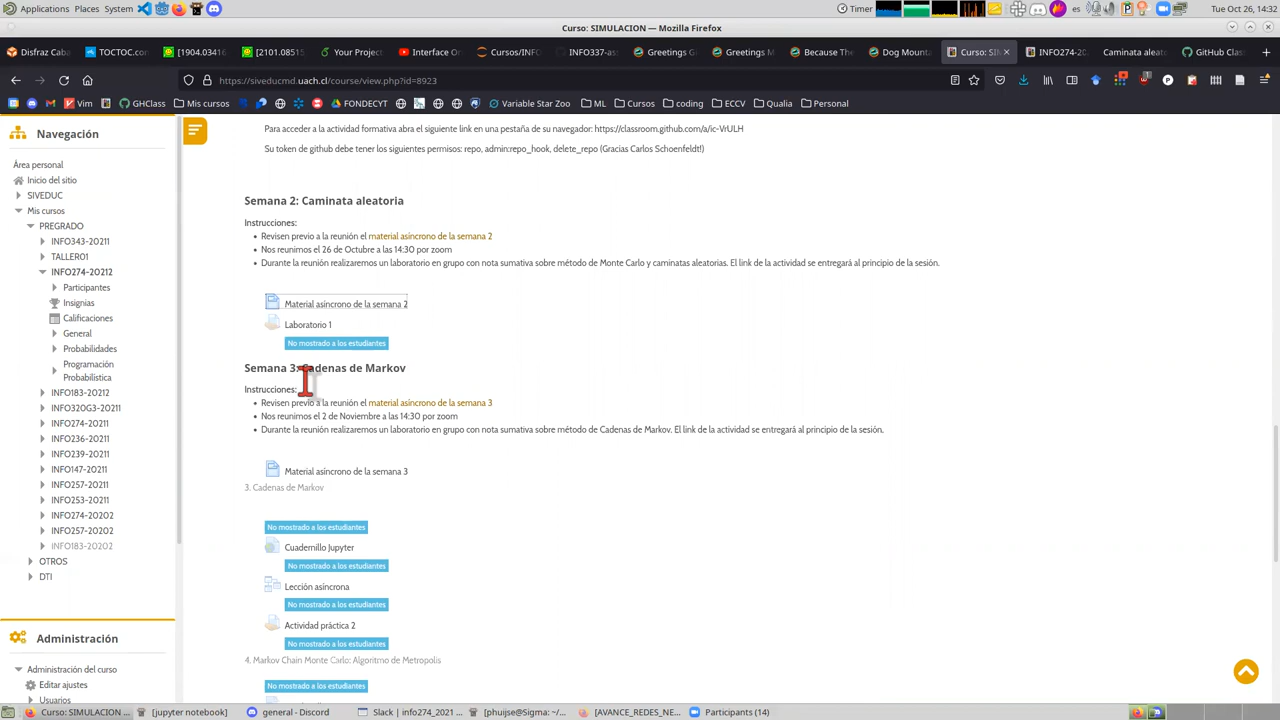 Applications Places System
Timer
es
Tue Oct 26, 14:32
Curso: SIMULACION — Mozilla Firefox
Disfraz Caba
TOCTOC.com
[1904.03416
[2101.08515
Your Project
Interface On
Cursos/INFO
INFO337-ass
Greetings G
Greetings M
Because The
Dog Mounta
Curso: SIM
INFO274-20
Caminata aleato
GitHub Class
https://siveducmd.uach.cl/course/view.php?id=8923
Vim
GHClass
Mis cursos
FONDECYT
Variable Star Zoo
ML
Cursos
coding
ECCV
Qualia
Personal
Navegación
Área personal
Inicio del sitio
SIVEDUC
Mis cursos
PREGRADO
INFO343-20211
TALLER01
INFO274-20212
Participantes
Insignias
Calificaciones
General
Probabilidades
Programación
Probabilística
INFO183-20212
INFO320G3-20211
INFO274-20211
INFO236-20211
INFO239-20211
INFO147-20211
INFO257-20211
INFO253-20211
INFO274-20202
INFO257-20202
INFO183-20202
OTROS
DTI
Administración
Administración del curso
Editar ajustes
Usuarios
Para acceder a la actividad formativa abra el siguiente link en una pestaña de su navegador: https://classroom.github.com/a/ic-VrULH
Su token de github debe tener los siguientes permisos: repo, admin:repo_hook, delete_repo (Gracias Carlos Schoenfeldt!)
Semana 2: Caminata aleatoria
Instrucciones:
Revisen previo a la reunión el material asíncrono de la semana 2
Nos reunimos el 26 de Octubre a las 14:30 por zoom
Durante la reunión realizaremos un laboratorio en grupo con nota sumativa sobre método de Monte Carlo y caminatas aleatorias. El link de la actividad se entregará al principio de la sesión.
Material asíncrono de la semana 2
Laboratorio 1
No mostrado a los estudiantes
Semana 3: Cadenas de Markov
Instrucciones:
Revisen previo a la reunión el material asíncrono de la semana 3
Nos reunimos el 2 de Noviembre a las 14:30 por zoom
Durante la reunión realizaremos un laboratorio en grupo con nota sumativa sobre método de Cadenas de Markov. El link de la actividad se entregará al principio de la sesión.
Material asíncrono de la semana 3
3. Cadenas de Markov
No mostrado a los estudiantes
Cuadernillo Jupyter
No mostrado a los estudiantes
Lección asíncrona
No mostrado a los estudiantes
Actividad práctica 2
No mostrado a los estudiantes
4. Markov Chain Monte Carlo: Algoritmo de Metropolis
No mostrado a los estudiantes
Curso: SIMULACION ...
[jupyter notebook]
general - Discord
Slack | info274_2021 ...
[phuijse@Sigma: ~/...
[AVANCE_REDES_NE...
Participants (14)